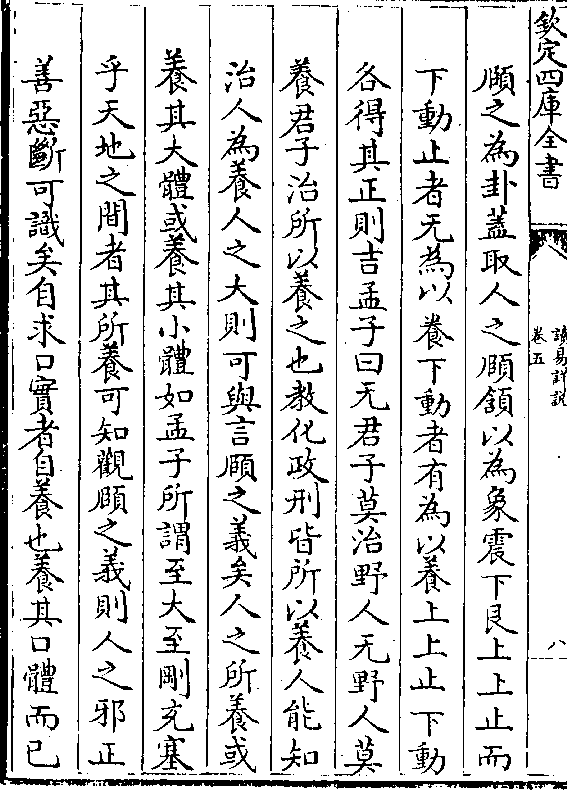 欽定四庫全書
讀易詳說
卷五
八
頤之為卦蓋取人之頤頷以為象震下艮上上止而
下動止者无為以養下動者有為以養上上止下動
各得其正則吉孟子曰无君子莫治野人无野人莫
養君子治所以養之也教化政刑皆所以養人能知
治人為養人之大則可與言頤之義矣人之所養或
養其大體或養其小體如孟子所謂至大至剛充塞
乎天地之間者其所養可知觀頤之義則人之邪正
善惡斷可識矣自求口實者自養也養其口體而已